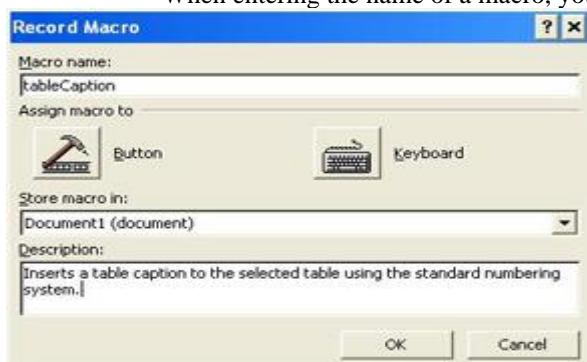 When entering the name of a macro, you
Record Macro
Macro name:
tableCaption
Assign macro to
Button
Keyboard
Store macro in:
Document1 (document)
Description:
Inserts a table caption to the selected table using the standard numbering
system.
OK
Cancel